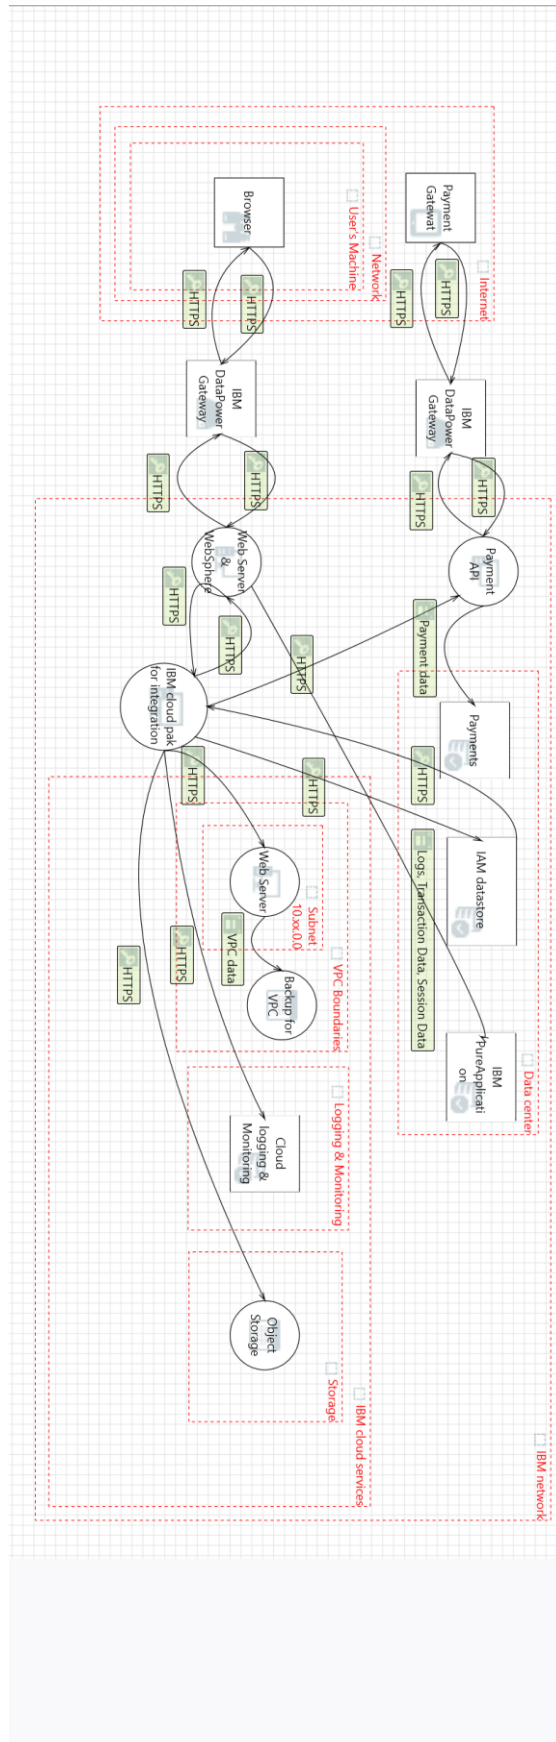 IBM network
Data center
Internet
Payment
Gatewat
HTTPS
HTTPS
IBM
DataPower
Gateway
HTTPS
HTTPS
Payment
API
Payment data
Payments
HTTPS
IAM datastore
Logs, Transaction Data, Session Data
IBM
PureApplicati
on
Network
User's Machine
Browser
HTTPS
HTTPS
IBM
DataPower
Gateway
HTTPS
HTTPS
Web Server
&
WebSphere
HTTPS
HTTPS
HTTPS
HTTPS
IBM cloud pak
for integration
HTTPS
IBM cloud services
VPC Boundaries
Subnet
10.xx.0.0
Web Server
VPC data
Backup for
VPC
Logging & Monitoring
Cloud
logging &
Monitoring
HTTPS
HTTPS
Storage
Object
Storage